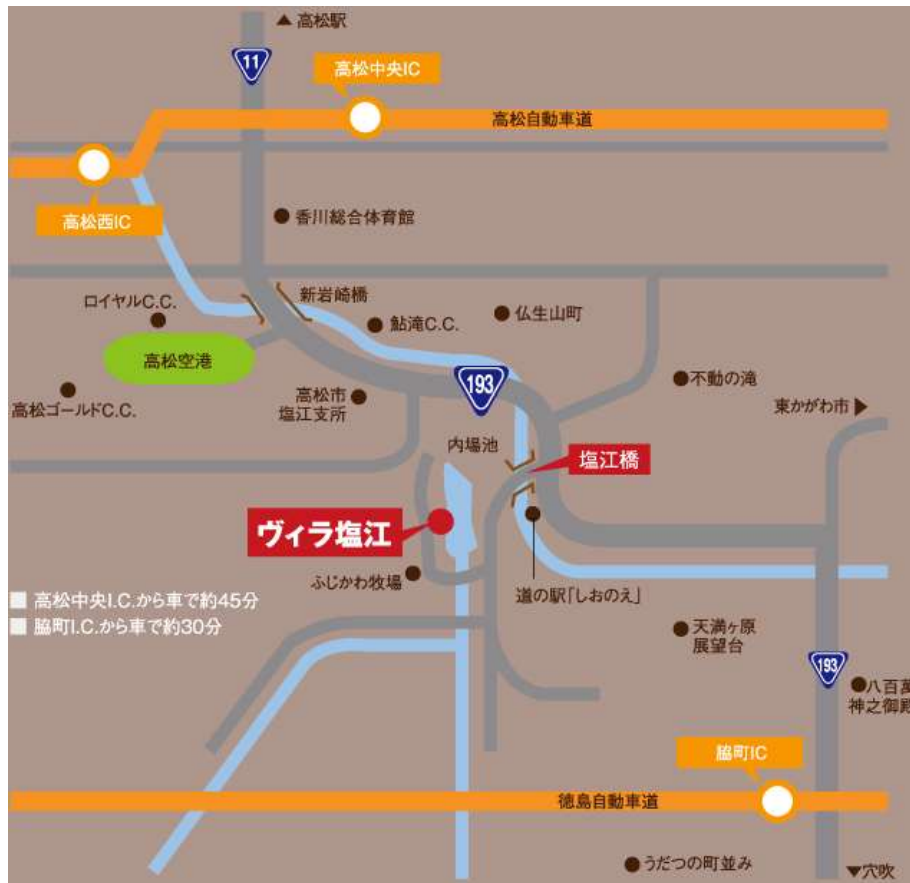 ▲高松駅
11
高松中央IC
高松自動車道
高松西IC
香川総合体育館
新岩崎橋
ロイヤルC.C.
鮎滝C.C.
仏生山町
高松空港
193
不動の滝
高松ゴールドC.C.
高松市
塩江支所
東かがわ市▶
内場池
塩江橋
ヴィラ塩江
ふじかわ牧場
道の駅「しおのえ」
高松中央I.C.から車で約45分
脇町I.C.から車で約30分
天満ヶ原
展望台
193
八百萬
神之御殿
脇町IC
徳島自動車道
うだつの町並み
▼穴吹